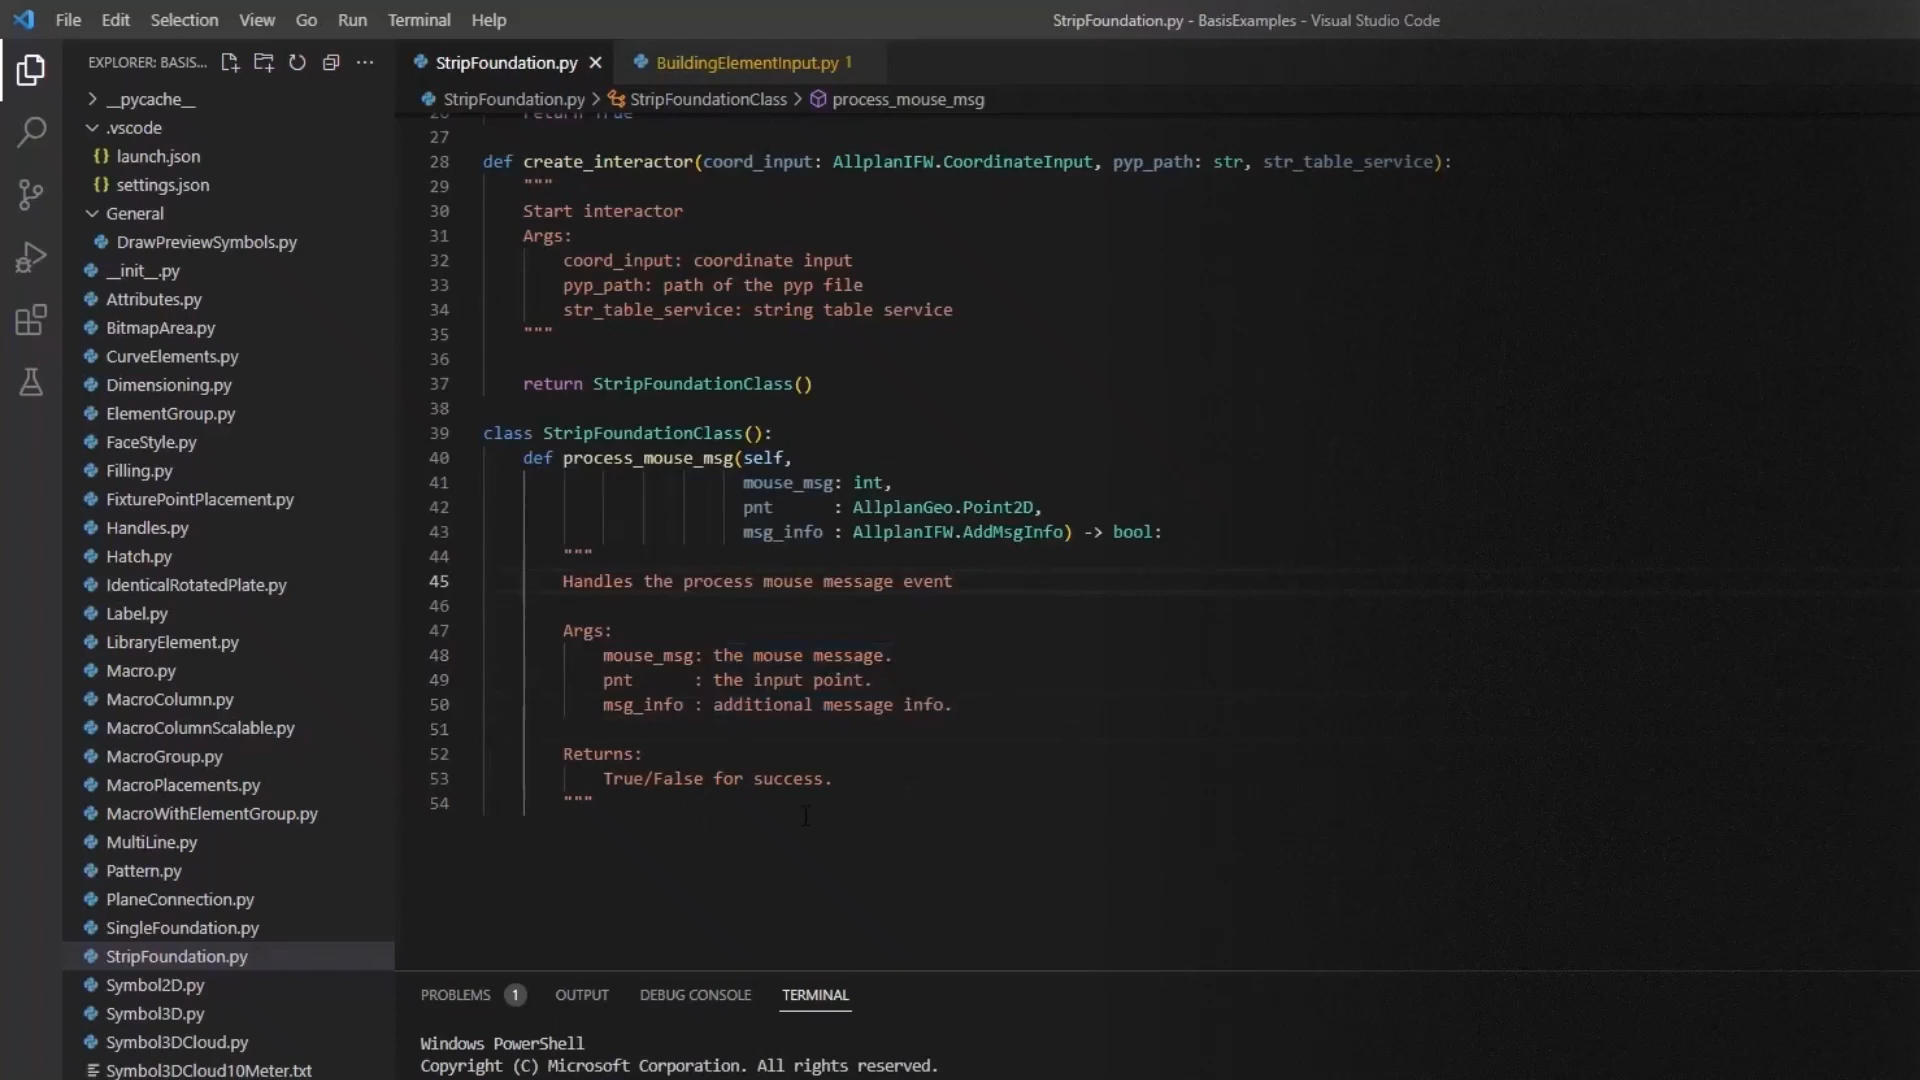 File Edit Selection View Go Run Terminal Help
StripFoundation.py - BasisExamples - Visual Studio Code
EXPLORER: BASIS...
__pycache__
.vscode
{} launch.json
{} settings.json
General
DrawPreviewSymbols.py
__init__.py
Attributes.py
BitmapArea.py
CurveElements.py
Dimensioning.py
ElementGroup.py
FaceStyle.py
Filling.py
FixturePointPlacement.py
Handles.py
Hatch.py
IdenticalRotatedPlate.py
Label.py
LibraryElement.py
Macro.py
MacroColumn.py
MacroColumnScalable.py
MacroGroup.py
MacroPlacements.py
MacroWithElementGroup.py
MultiLine.py
Pattern.py
PlaneConnection.py
SingleFoundation.py
StripFoundation.py
Symbol2D.py
Symbol3D.py
Symbol3DCloud.py
Symbol3DCloud10Meter.txt
StripFoundation.py
BuildingElementInput.py 1
StripFoundation.py > StripFoundationClass > process_mouse_msg
26 return True
27
28 def create_interactor(coord_input: AllplanIFW.CoordinateInput, pyp_path: str, str_table_service):
29 """
30 Start interactor
31 Args:
32 coord_input: coordinate input
33 pyp_path: path of the pyp file
34 str_table_service: string table service
35 """
36
37 return StripFoundationClass()
38
39 class StripFoundationClass():
40 def process_mouse_msg(self,
41 mouse_msg: int,
42 pnt : AllplanGeo.Point2D,
43 msg_info : AllplanIFW.AddMsgInfo) -> bool:
44 """
45 Handles the process mouse message event
46
47 Args:
48 mouse_msg: the mouse message.
49 pnt : the input point.
50 msg_info : additional message info.
51
52 Returns:
53 True/False for success.
54 """
PROBLEMS 1 OUTPUT DEBUG CONSOLE TERMINAL
Windows PowerShell
Copyright (C) Microsoft Corporation. All rights reserved.